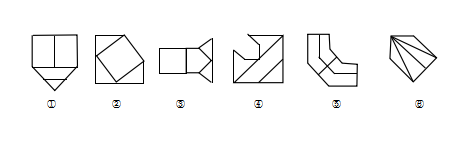 ① ② ③ ④ ⑤ ⑥